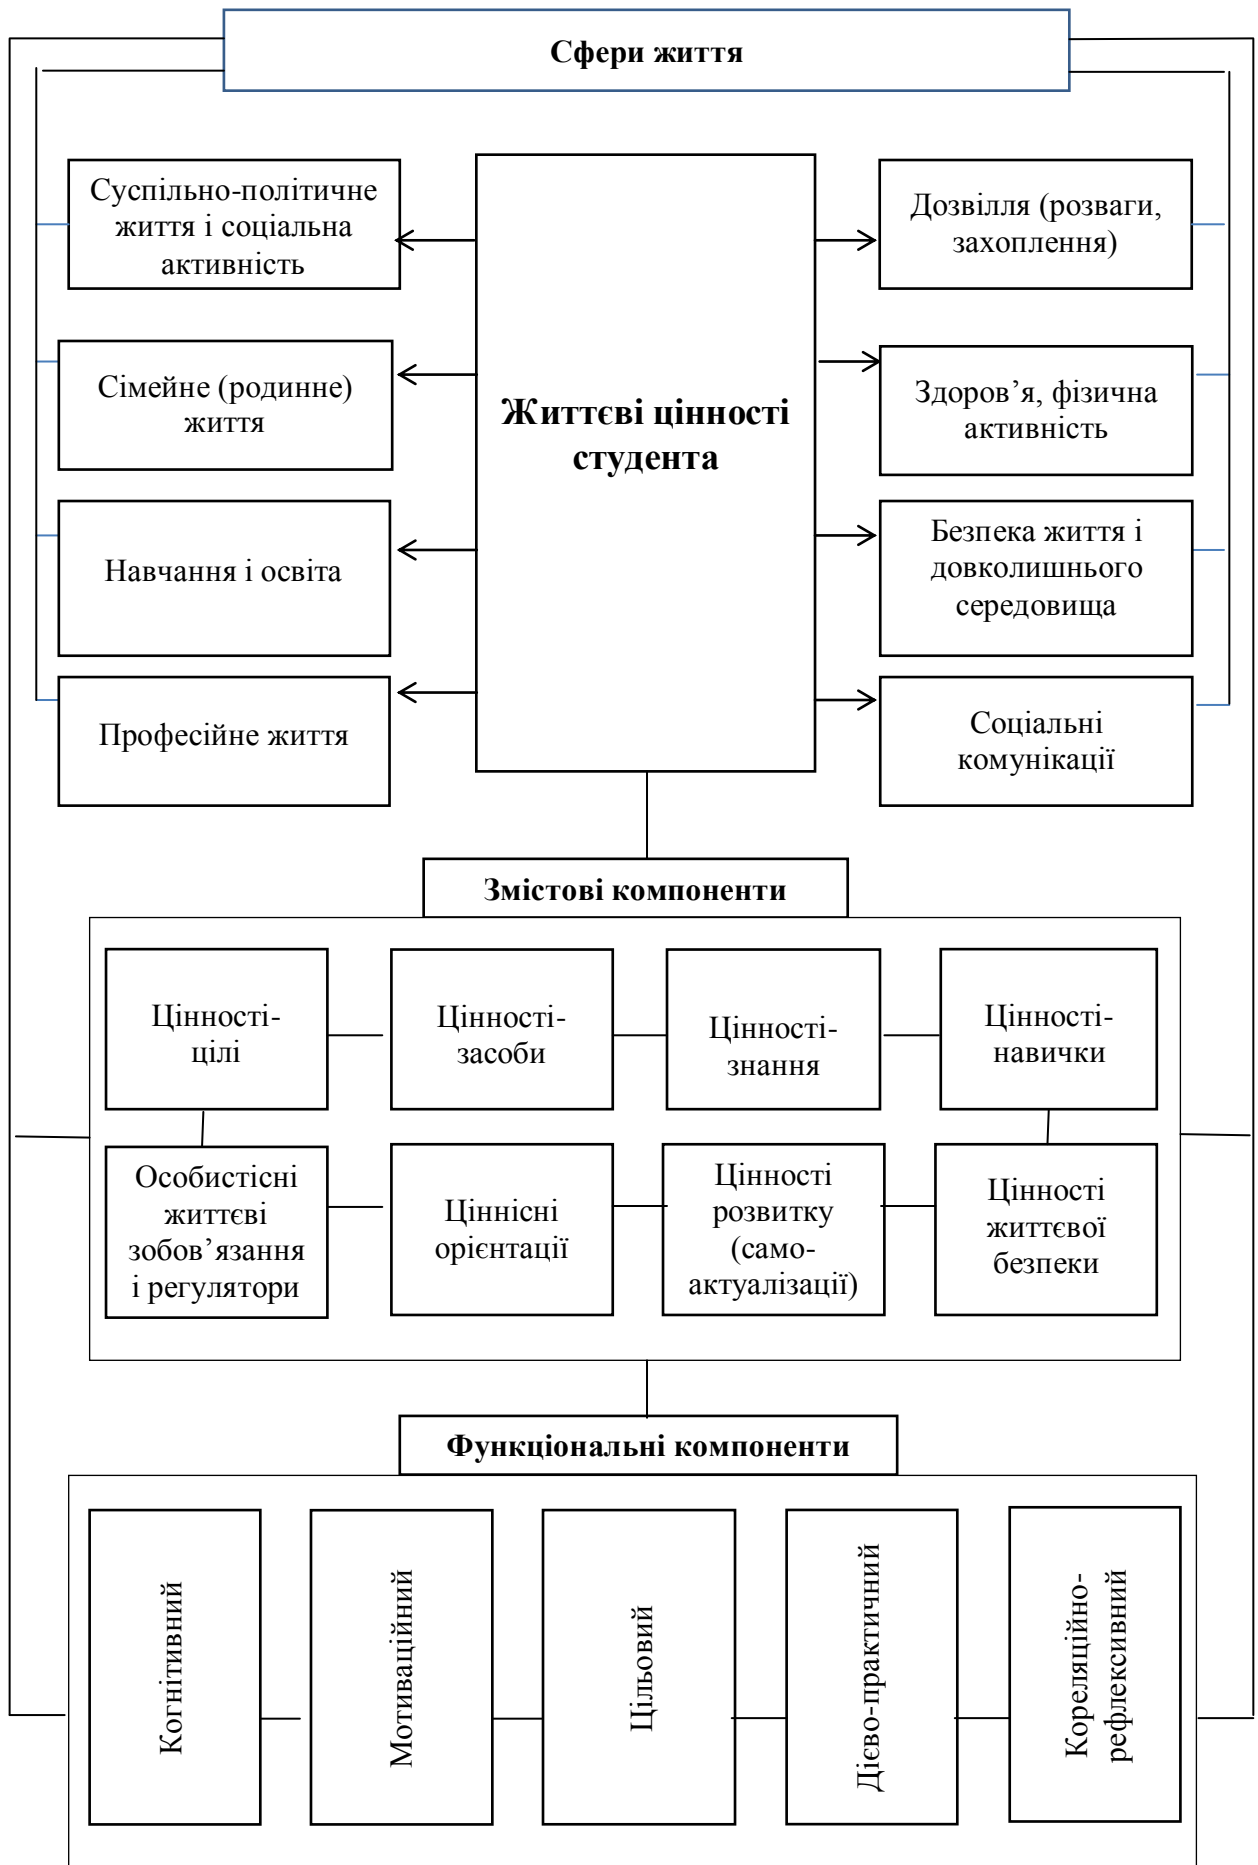 Сфери життя
Суспільно-політичне
життя і соціальна
активність
Дозвілля (розваги,
захоплення)
Сімейне (родинне)
життя
Життєві цінності
студента
Здоров’я, фізична
активність
Навчання і освіта
Безпека життя і
довколишнього
середовища
Професійне життя
Соціальні
комунікації
Змістові компоненти
Цінності-
цілі
Цінності-
засоби
Цінності-
знання
Цінності-
навички
Особистісні
життєві
зобов’язання
і регулятори
Ціннісні
орієнтації
Цінності
розвитку
(само-
актуалізації)
Цінності
життєвої
безпеки
Функціональні компоненти
Когнітивний
Мотиваційний
Цільовий
Дієво-практичний
Кореляційно-
рефлексивний